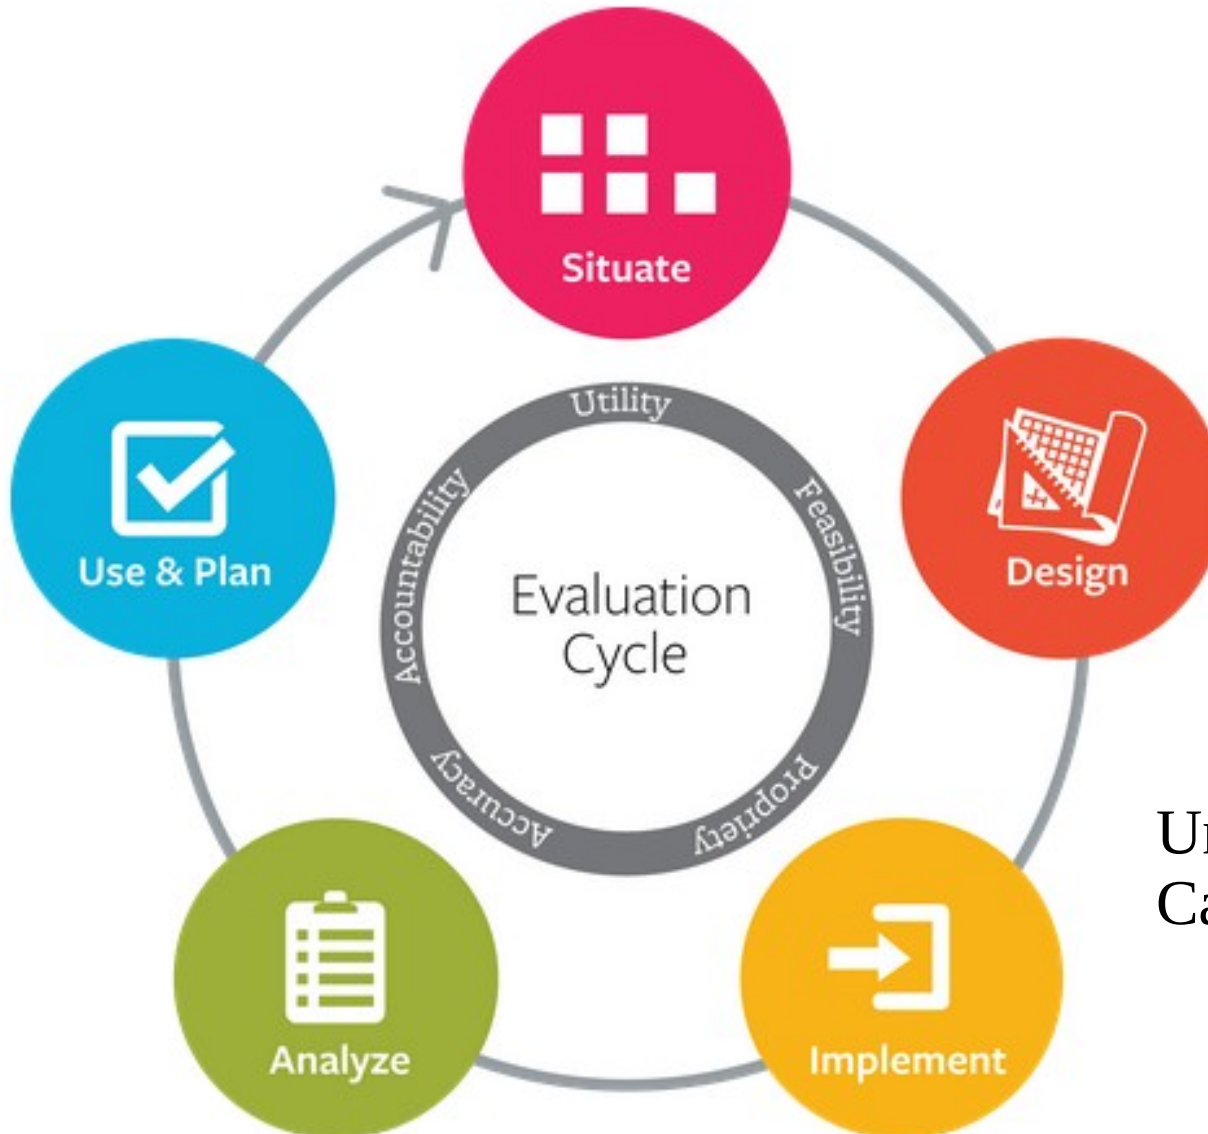 Situate
Use & Plan
Design
Utility
Feasibility
Accountability
Evaluation
Cycle
Accuracy
Propriety
Analyze
Implement